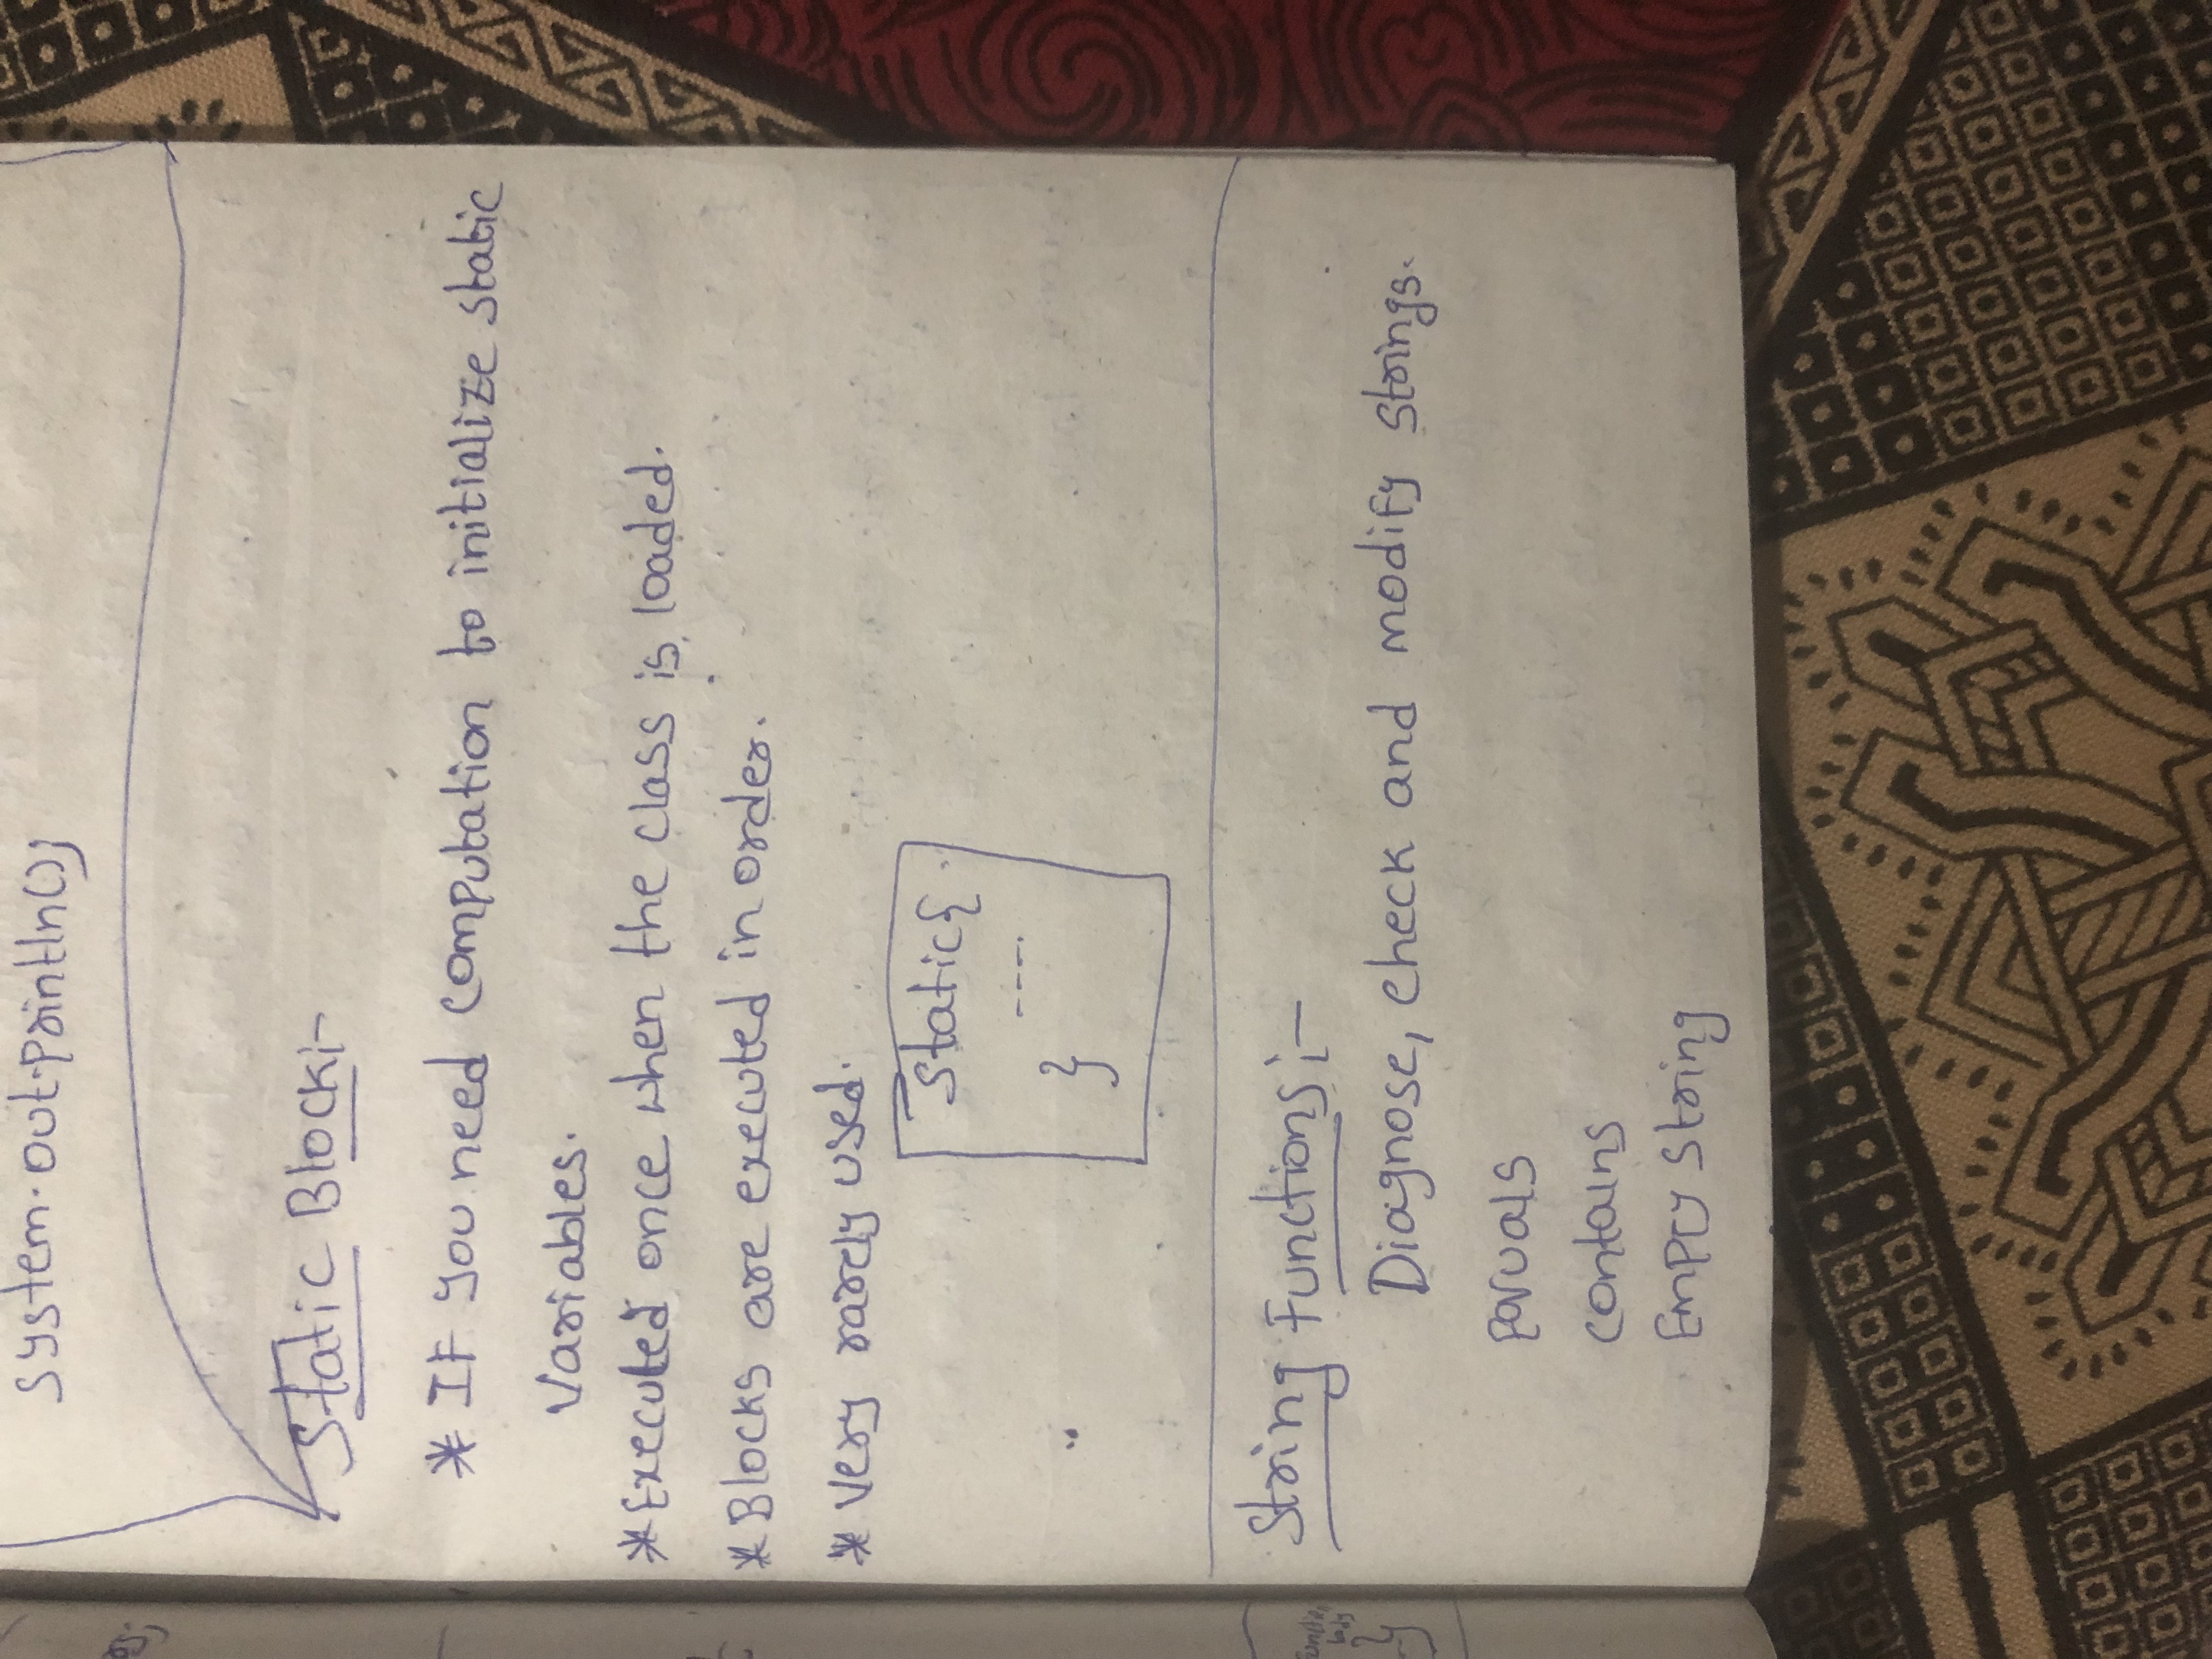 system.out.println();
Static Block:-
* If you need computation to initialize static
variables.
* Executed once when the class is loaded.
* Blocks are executed in order.
* Very rarely used.
static{
----
}
String Functions:-
Diagnose, check and modify strings.
contains
Empty String